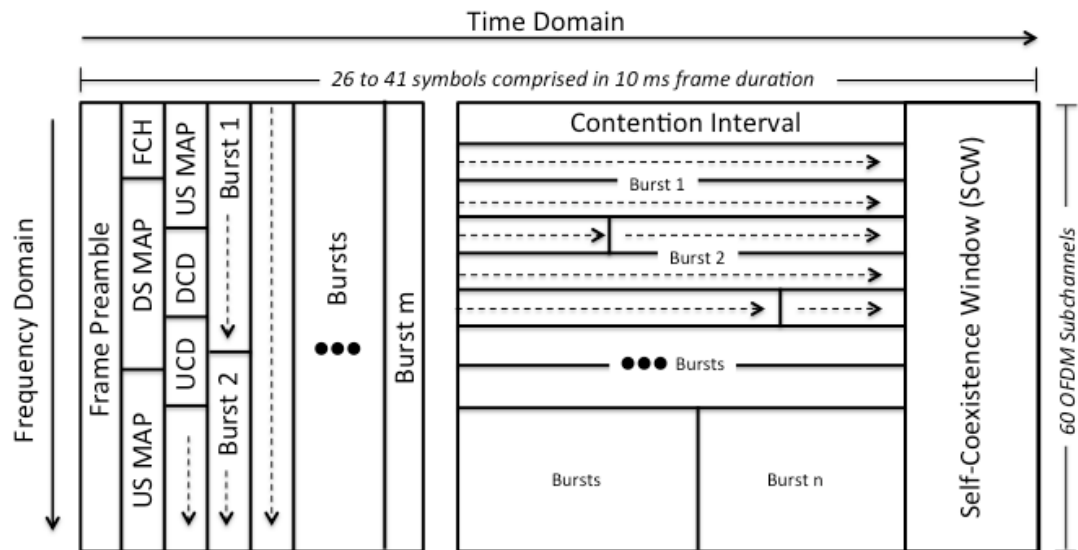 Time Domain
26 to 41 symbols comprised in 10 ms frame duration
Frequency Domain
Frame Preamble
FCH
DS MAP
US MAP
US MAP
DCD
UCD
Burst 1
Burst 2
Bursts
Burst m
Contention Interval
Burst 1
Burst 2
Bursts
Bursts
Burst n
Self-Coexistence Window (SCW)
60 OFDM Subchannels